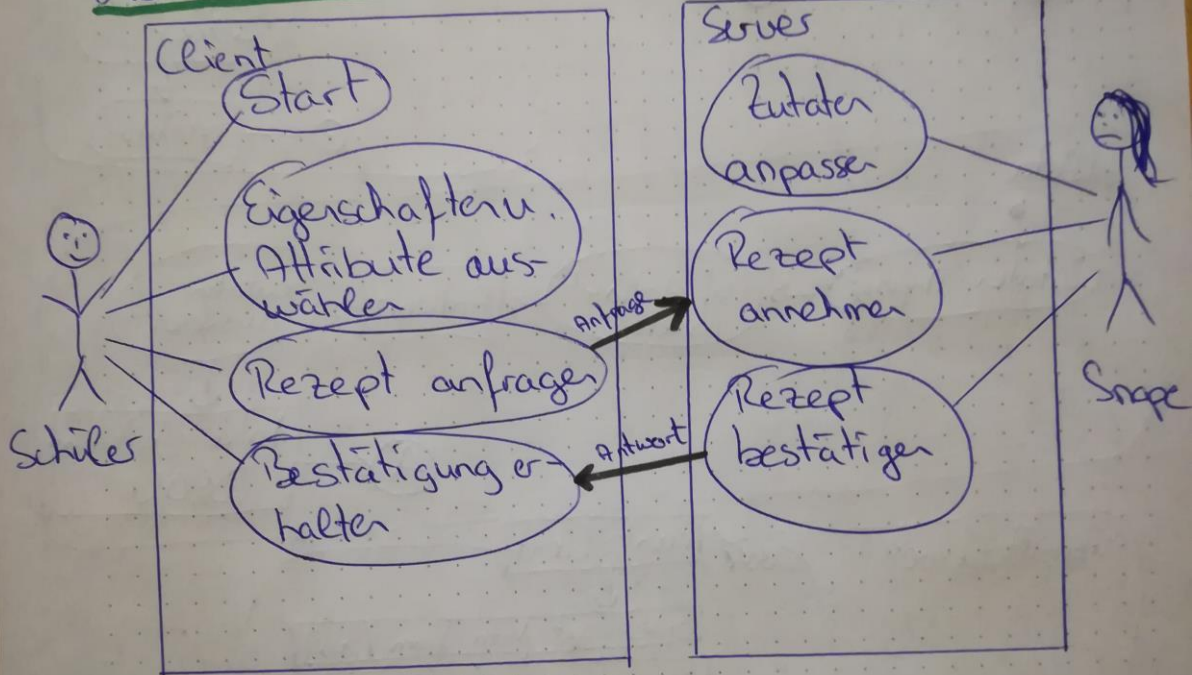 Client
Start
Eigenschaften u.
Attribute aus-
wählen
Rezept anfragen
Bestätigung er-
halten
Schüler
Anfrage
Antwort
Server
Zutaten
anpassen
Rezept
annehmen
Rezept
bestätigen
Snape